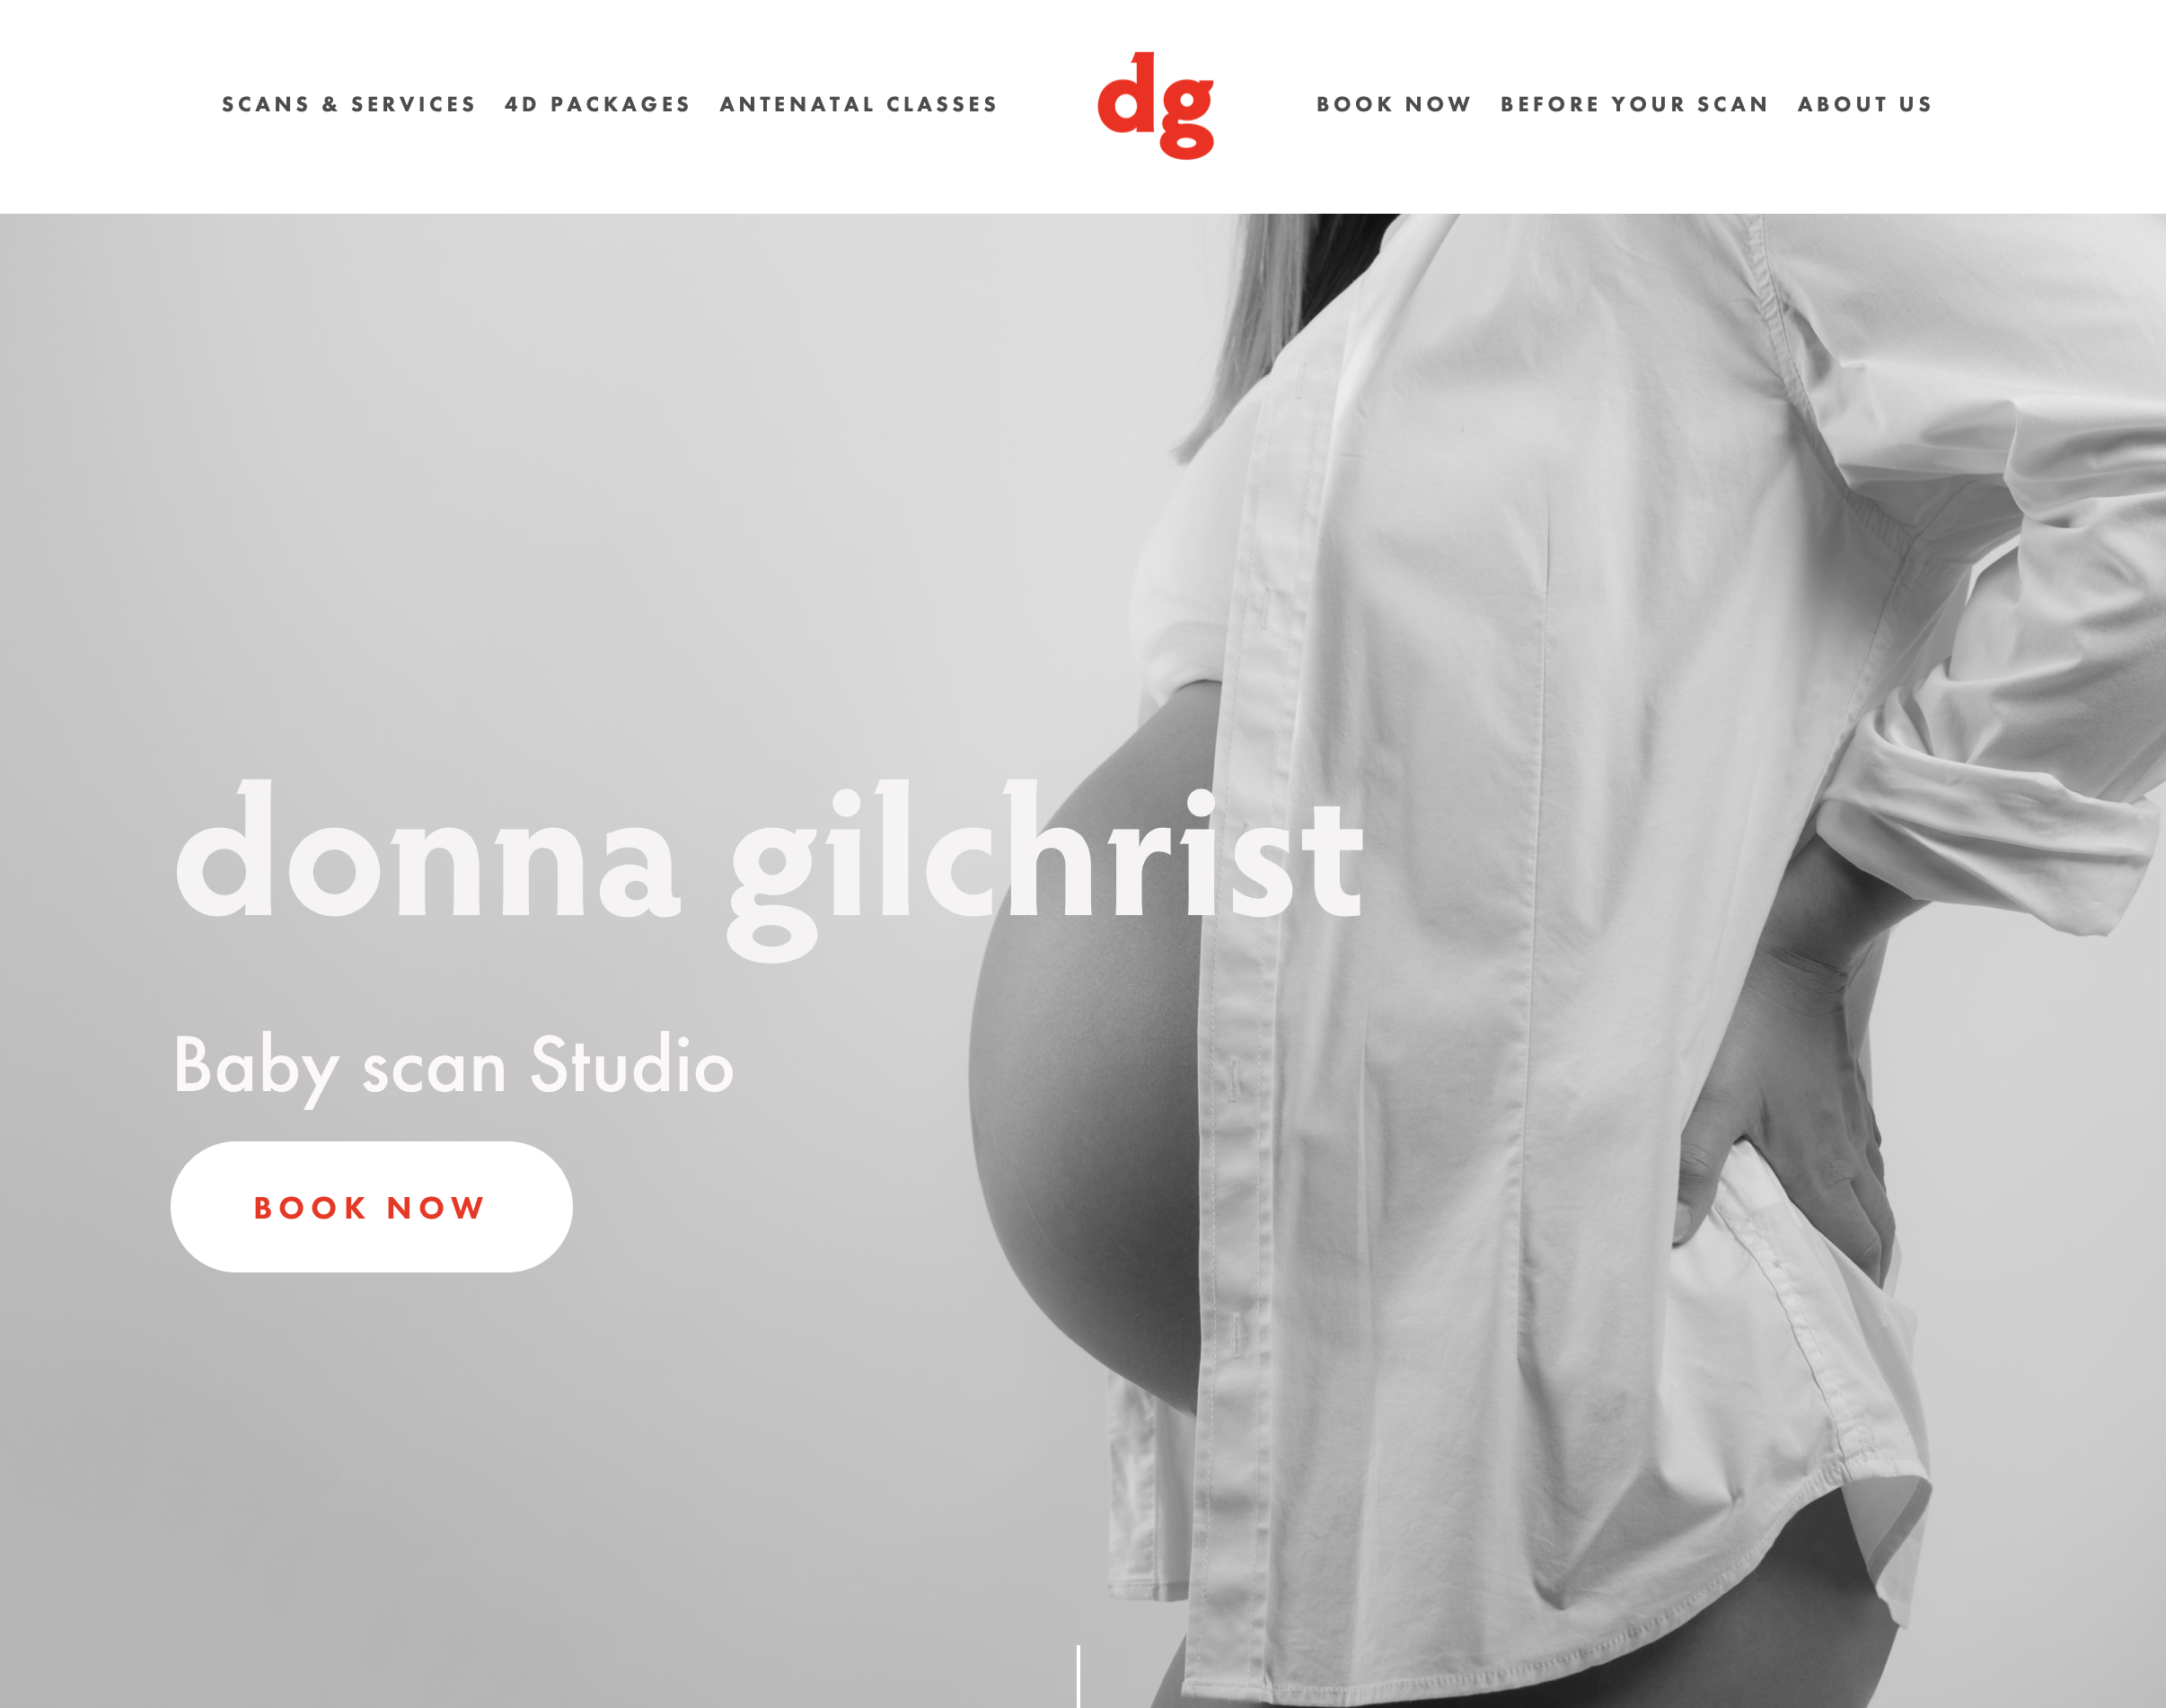 SCANS & SERVICES 4D PACKAGES ANTENATAL CLASSES dg BOOK NOW BEFORE YOUR SCAN ABOUT US
donna gilchrist
Baby scan Studio
BOOK NOW